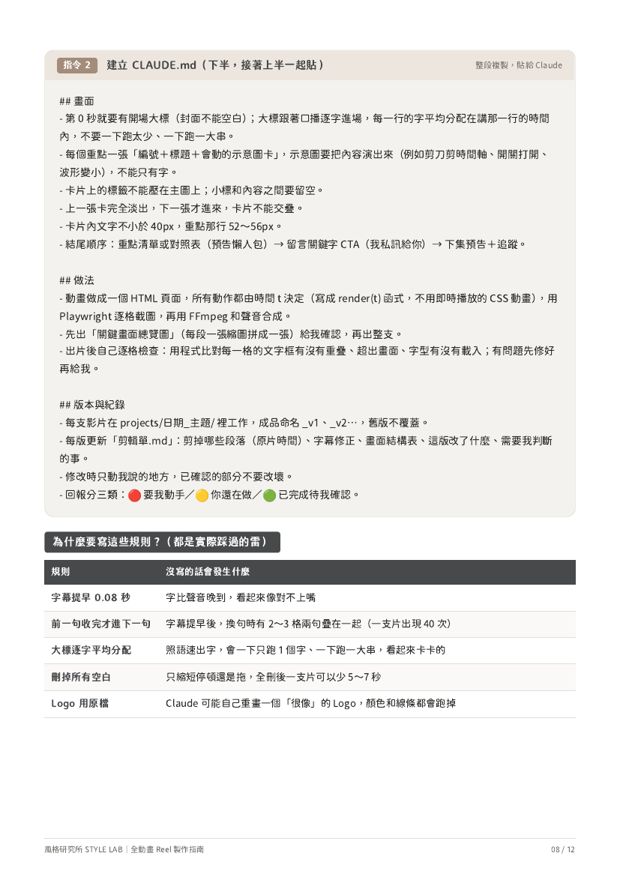 指令 2 建立 CLAUDE.md（下半，接著上半一起貼） 整段複製，貼給 Claude
## 畫面
- 第 0 秒就要有開場大標（封面不能空白）；大標跟著口播逐字進場，每一行的字平均分配在講那一行的時間
內，不要一下跑太少、一下跑一大串。
- 每個重點一張「編號＋標題＋會動的示意圖卡」，示意圖要把內容演出來（例如剪刀剪時間軸、開關打開、
波形變小），不能只有字。
- 卡片上的標籤不能壓在主圖上；小標和內容之間要留空。
- 上一張卡完全淡出，下一張才進來，卡片不能交疊。
- 卡片內文字不小於 40px，重點那行 52～56px。
- 結尾順序：重點清單或對照表（預告懶人包）→ 留言關鍵字 CTA（我私訊給你）→ 下集預告＋追蹤。
## 做法
- 動畫做成一個 HTML 頁面，所有動作都由時間 t 決定（寫成 render(t) 函式，不用即時播放的 CSS 動畫），用
Playwright 逐格截圖，再用 FFmpeg 和聲音合成。
- 先出「關鍵畫面總覽圖」（每段一張縮圖拼成一張）給我確認，再出整支。
- 出片後自己逐格檢查：用程式比對每一格的文字框有沒有重疊、超出畫面、字型有沒有載入；有問題先修好
再給我。
## 版本與紀錄
- 每支影片在 projects/日期_主題/ 裡工作，成品命名 _v1、_v2⋯，舊版不覆蓋。
- 每版更新「剪輯單.md」：剪掉哪些段落（原片時間）、字幕修正、畫面結構表、這版改了什麼、需要我判斷
的事。
- 修改時只動我說的地方，已確認的部分不要改壞。
- 回報分三類：🔴 要我動手／🟡 你還在做／🟢 已完成待我確認。
為什麼要寫這些規則？（都是實際踩過的雷）
規則 沒寫的話會發生什麼
字幕提早 0.08 秒 字比聲音晚到，看起來像對不上嘴
前一句收完才進下一句 字幕提早後，換句時有 2～3 格兩句疊在一起（一支片出現 40 次）
大標逐字平均分配 照語速出字，會一下只跑 1 個字、一下跑一大串，看起來卡卡的
剛掉所有空白 只縮短停頓還是拖，全刪後一支片可以少 5～7 秒
Logo 用原檔 Claude 可能自己重畫一個「很像」的 Logo，顏色和線條都會跑掉
風格研究所 STYLE LAB｜全動畫 Reel 製作指南 08 / 12